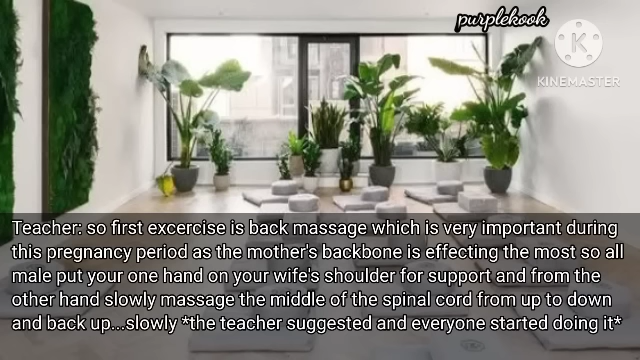 purplekook
KINEMASTER
Teacher: so first excercise is back massage which is very important during
this pregnancy period as the mother's backbone is effecting the most so all
male put your one hand on your wife's shoulder for support and from the
other hand slowly massage the middle of the spinal cord from up to down
and back up...slowly *the teacher suggested and everyone started doing it*